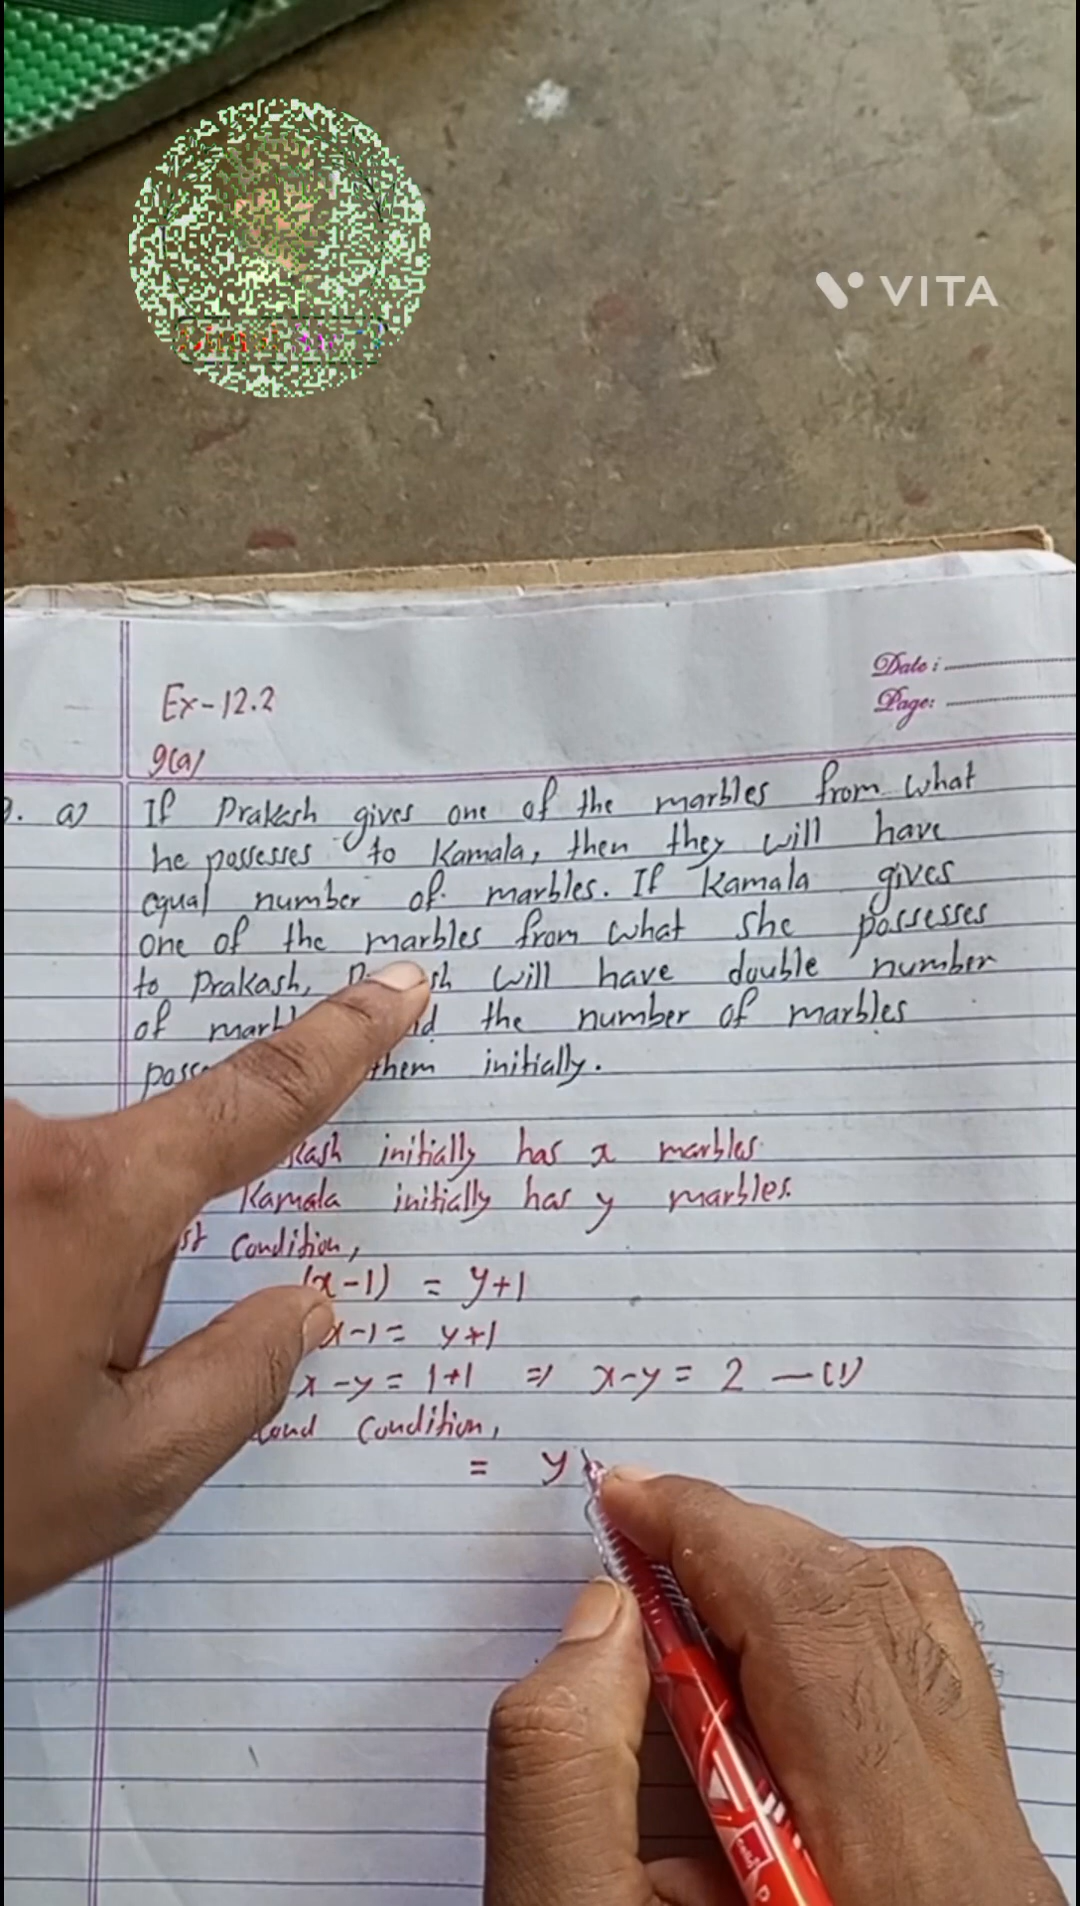 VITA
Date:
Page:
Ex-12.2
9(a)
a) If Prakash gives one of the marbles from what
he possesses to Kamala, then they will have
equal number of marbles. If Kamala gives
one of the marbles from what she possesses
to Prakash, will have double number
of the number of marbles
them initially.
initially has x marbles.
Kamala initially has y marbles.
condition,
(x-1) = y+1
x-1 = y+1
x-y = 1+1 ⇒ x-y = 2 —(1)
condition,
= y